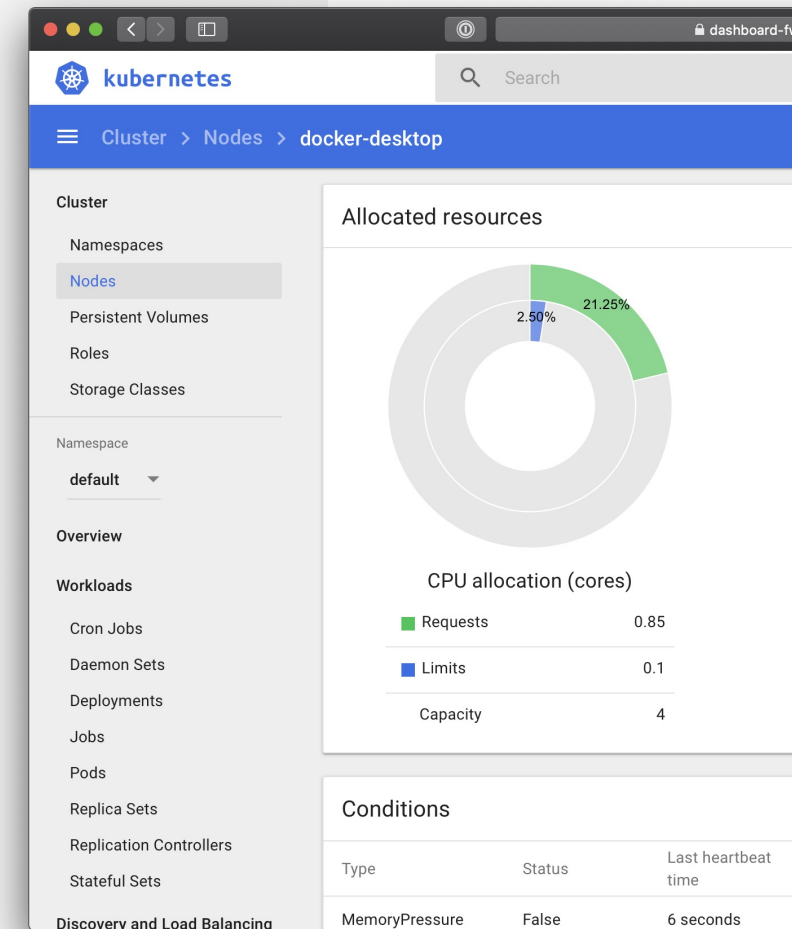 dashboard-fw
kubernetes
Search
Cluster > Nodes > docker-desktop
Cluster
Namespaces
Nodes
Persistent Volumes
Roles
Storage Classes
Namespace
default
Overview
Workloads
Cron Jobs
Daemon Sets
Deployments
Jobs
Pods
Replica Sets
Replication Controllers
Stateful Sets
Discovery and Load Balancing
Allocated resources
21.25%
2.50%
CPU allocation (cores)
Requests 0.85
Limits 0.1
Capacity 4
Conditions
Type Status Last heartbeat
time
MemoryPressure False 6 seconds